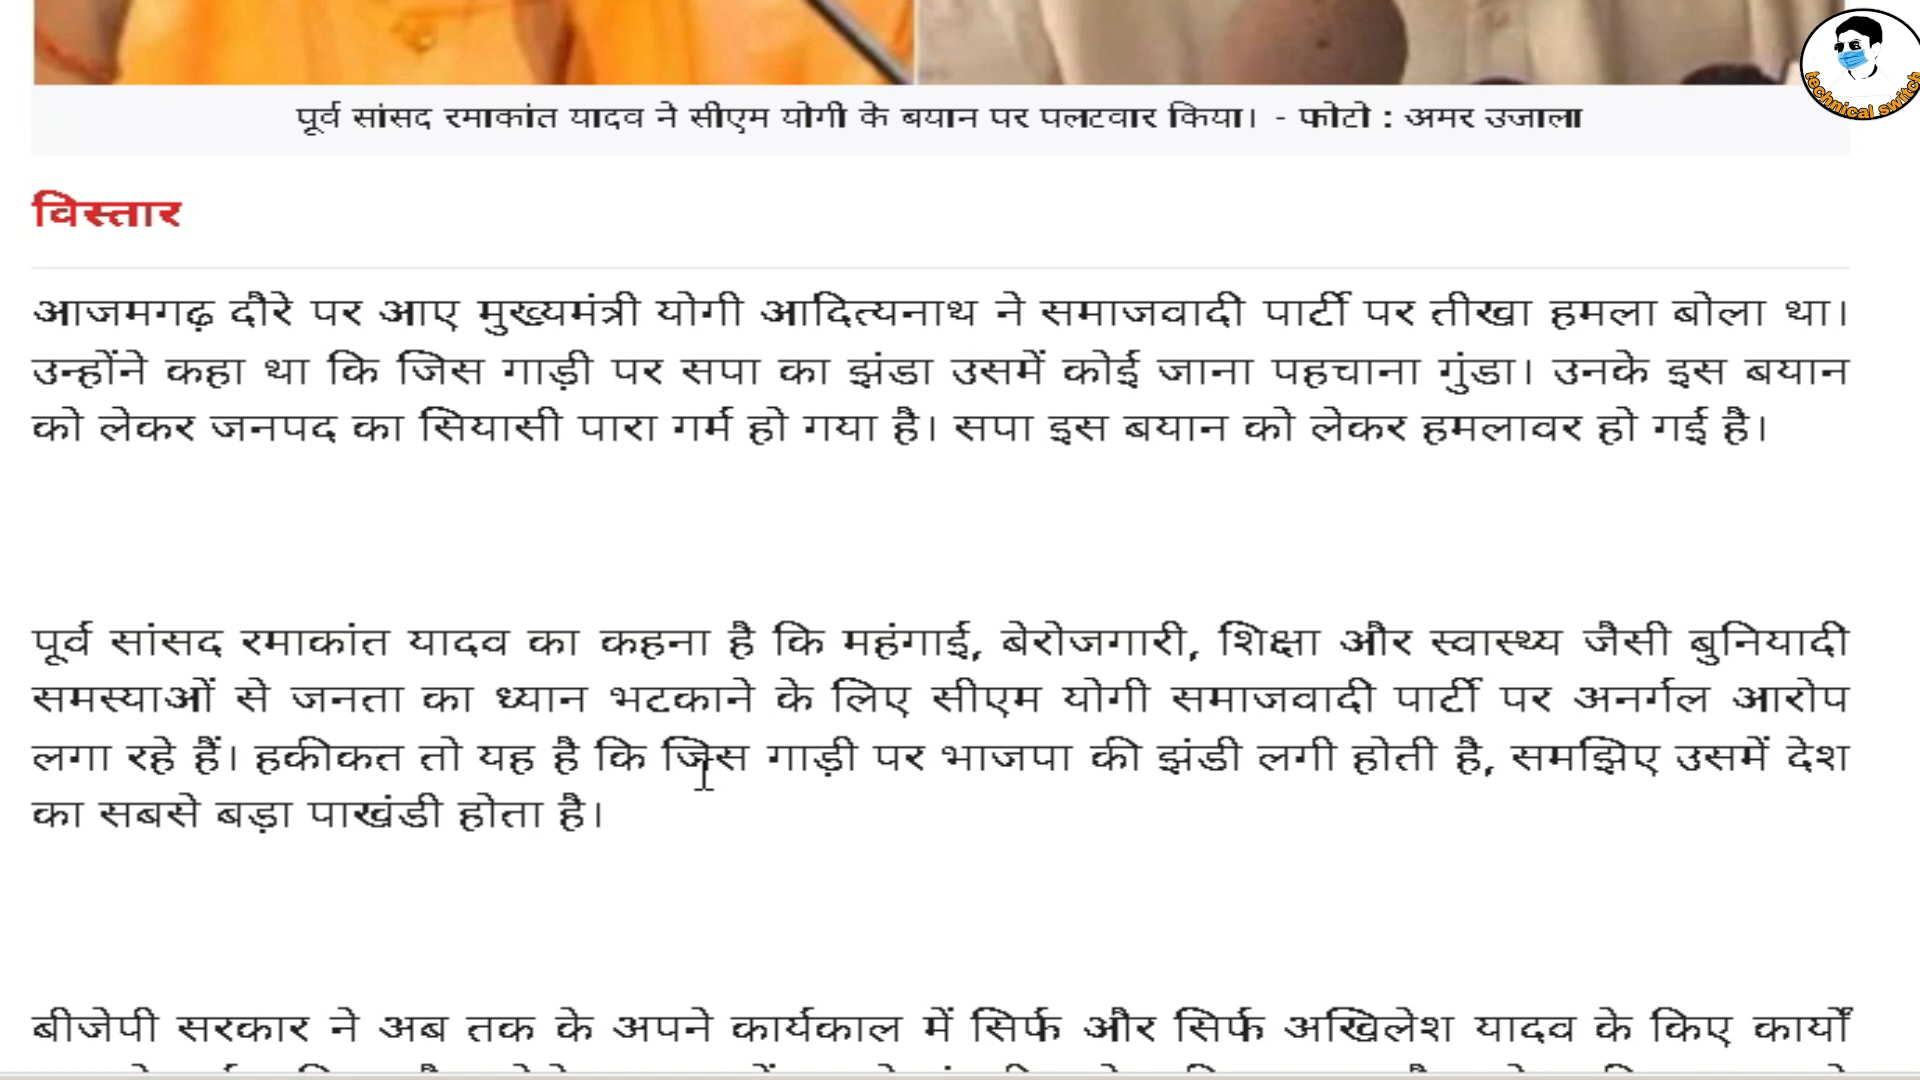 पूर्व सांसद रमाकांत यादव ने सीएम योगी के बयान पर पलटवार किया। - फोटो : अमर उजाला
technical switch
विस्तार
आजमगढ़ दौरे पर आए मुख्यमंत्री योगी आदित्यनाथ ने समाजवादी पार्टी पर तीखा हमला बोला था।
उन्होंने कहा था कि जिस गाड़ी पर सपा का झंडा उसमें कोई जाना पहचाना गुंडा। उनके इस बयान
को लेकर जनपद का सियासी पारा गर्म हो गया है। सपा इस बयान को लेकर हमलावर हो गई है।
पूर्व सांसद रमाकांत यादव का कहना है कि महंगाई, बेरोजगारी, शिक्षा और स्वास्थ्य जैसी बुनियादी
समस्याओं से जनता का ध्यान भटकाने के लिए सीएम योगी समाजवादी पार्टी पर अनर्गल आरोप
लगा रहे हैं। हकीकत तो यह है कि जिस गाड़ी पर भाजपा की झंडी लगी होती है, समझिए उसमें देश
का सबसे बड़ा पाखंडी होता है।
बीजेपी सरकार ने अब तक के अपने कार्यकाल में सिर्फ और सिर्फ अखिलेश यादव के किए कार्यों